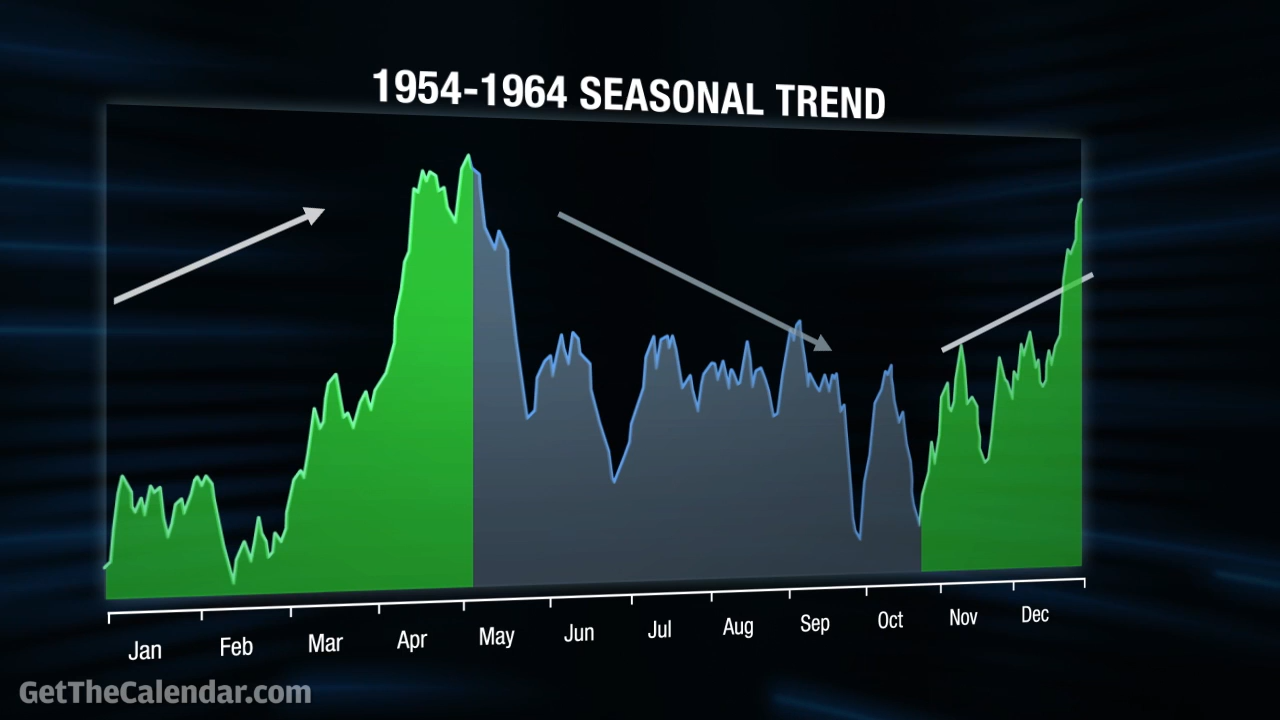 1954-1964 SEASONAL TREND
Jan Feb Mar Apr May Jun Jul Aug Sep Oct Nov Dec
GetTheCalendar.com